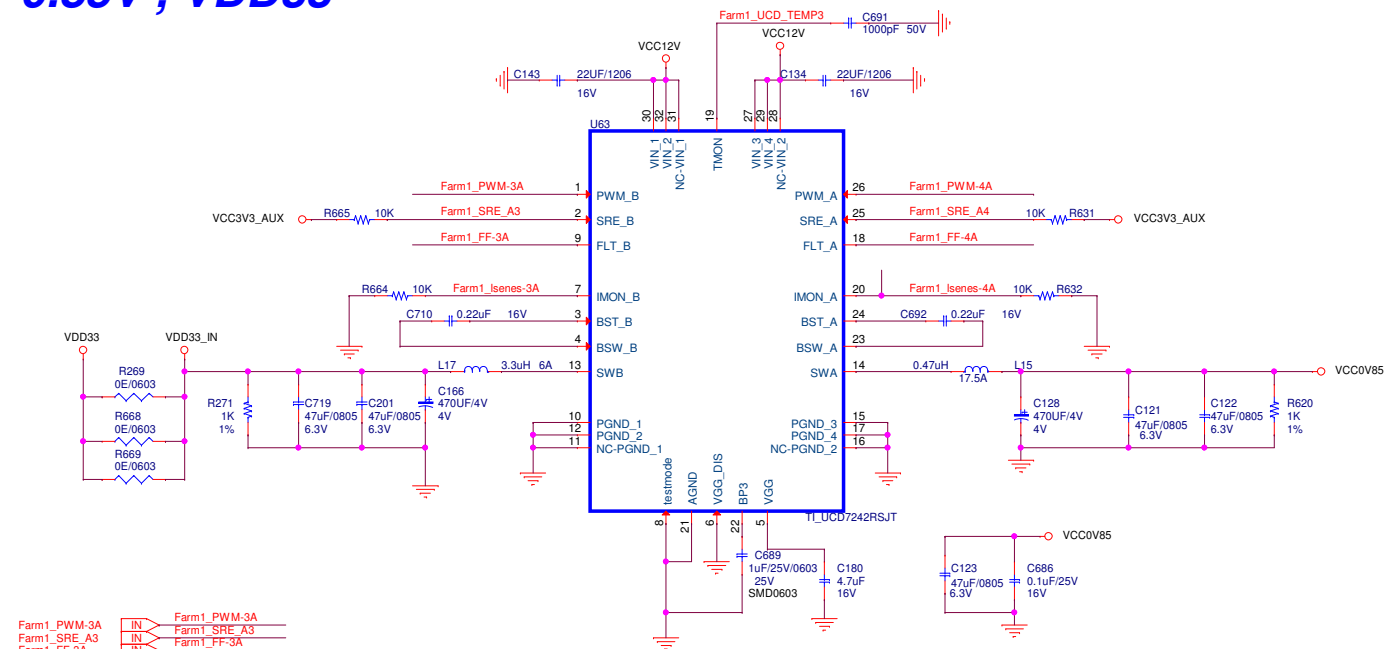 0.85V , VDD33
Farm1_UCD_TEMP3
C691
1000pF 50V
VCC12V
VCC12V
C143
22UF/1206
16V
C134
22UF/1206
16V
30
32
31
19
27
29
28
U63
VIN_1
VIN_2
NC-VIN_1
TMON
VIN_3
VIN_4
NC-VIN_2
Farm1_PWM-3A
1
PWM_B
PWM_A
26
Farm1_PWM-4A
VCC3V3_AUX
R665
10K
Farm1_SRE_A3
2
SRE_B
SRE_A
25
Farm1_SRE_A4
10K
R631
VCC3V3_AUX
Farm1_FF-3A
9
FLT_B
FLT_A
18
Farm1_FF-4A
R664
10K
Farm1_Isenes-3A
7
IMON_B
IMON_A
20
Farm1_Isenes-4A
10K
R632
C710
0.22uF
16V
3
BST_B
BST_A
24
C692
0.22uF
16V
4
BSW_B
BSW_A
23
VDD33
VDD33_IN
L17
3.3uH 6A
13
SWB
SWA
14
0.47uH
17.5A
L15
VCC0V85
R269
0E/0603
R668
0E/0603
R669
0E/0603
R271
1K
1%
C719
47uF/0805
6.3V
C201
47uF/0805
6.3V
C166
470UF/4V
4V
C128
470UF/4V
4V
C121
47uF/0805
6.3V
C122
47uF/0805
6.3V
R620
1K
1%
10
PGND_1
PGND_3
15
12
PGND_2
PGND_4
17
11
NC-PGND_1
NC-PGND_2
16
testmode
AGND
VGG_DIS
BP3
VGG
8
21
6
22
5
TI_UCD7242RSJT
C689
1uF/25V/0603
25V
SMD0603
C180
4.7uF
16V
VCC0V85
C123
47uF/0805
6.3V
C686
0.1uF/25V
16V
Farm1_PWM-3A
IN
Farm1_PWM-3A
Farm1_SRE_A3
IN
Farm1_SRE_A3
Farm1_FF-3A
IN
Farm1_FF-3A